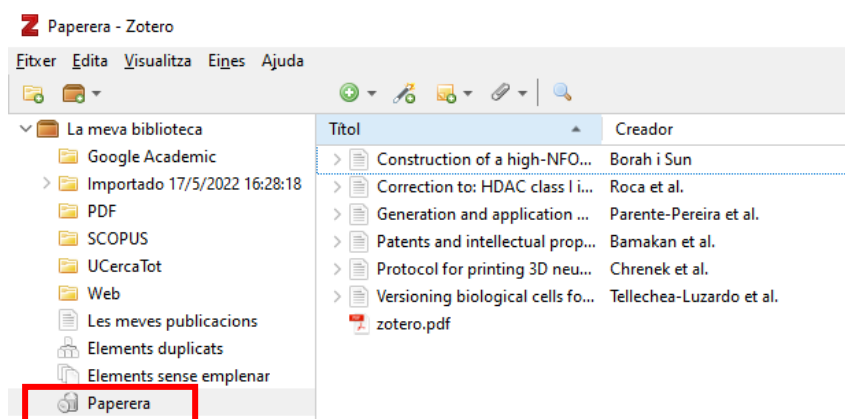 Paperera - Zotero
Fitxer Edita Visualitza Eines Ajuda
La meva biblioteca
Google Academic
Importado 17/5/2022 16:28:18
PDF
SCOPUS
UCercaTot
Web
Les meves publicacions
Elements duplicats
Elements sense emplenar
Paperera
Títol Creador
Construction of a high-NFO... Borah i Sun
Correction to: HDAC class I i... Roca et al.
Generation and application ... Parente-Pereira et al.
Patents and intellectual prop... Bamakan et al.
Protocol for printing 3D neu... Chrenek et al.
Versioning biological cells fo... Tellechea-Luzardo et al.
zotero.pdf